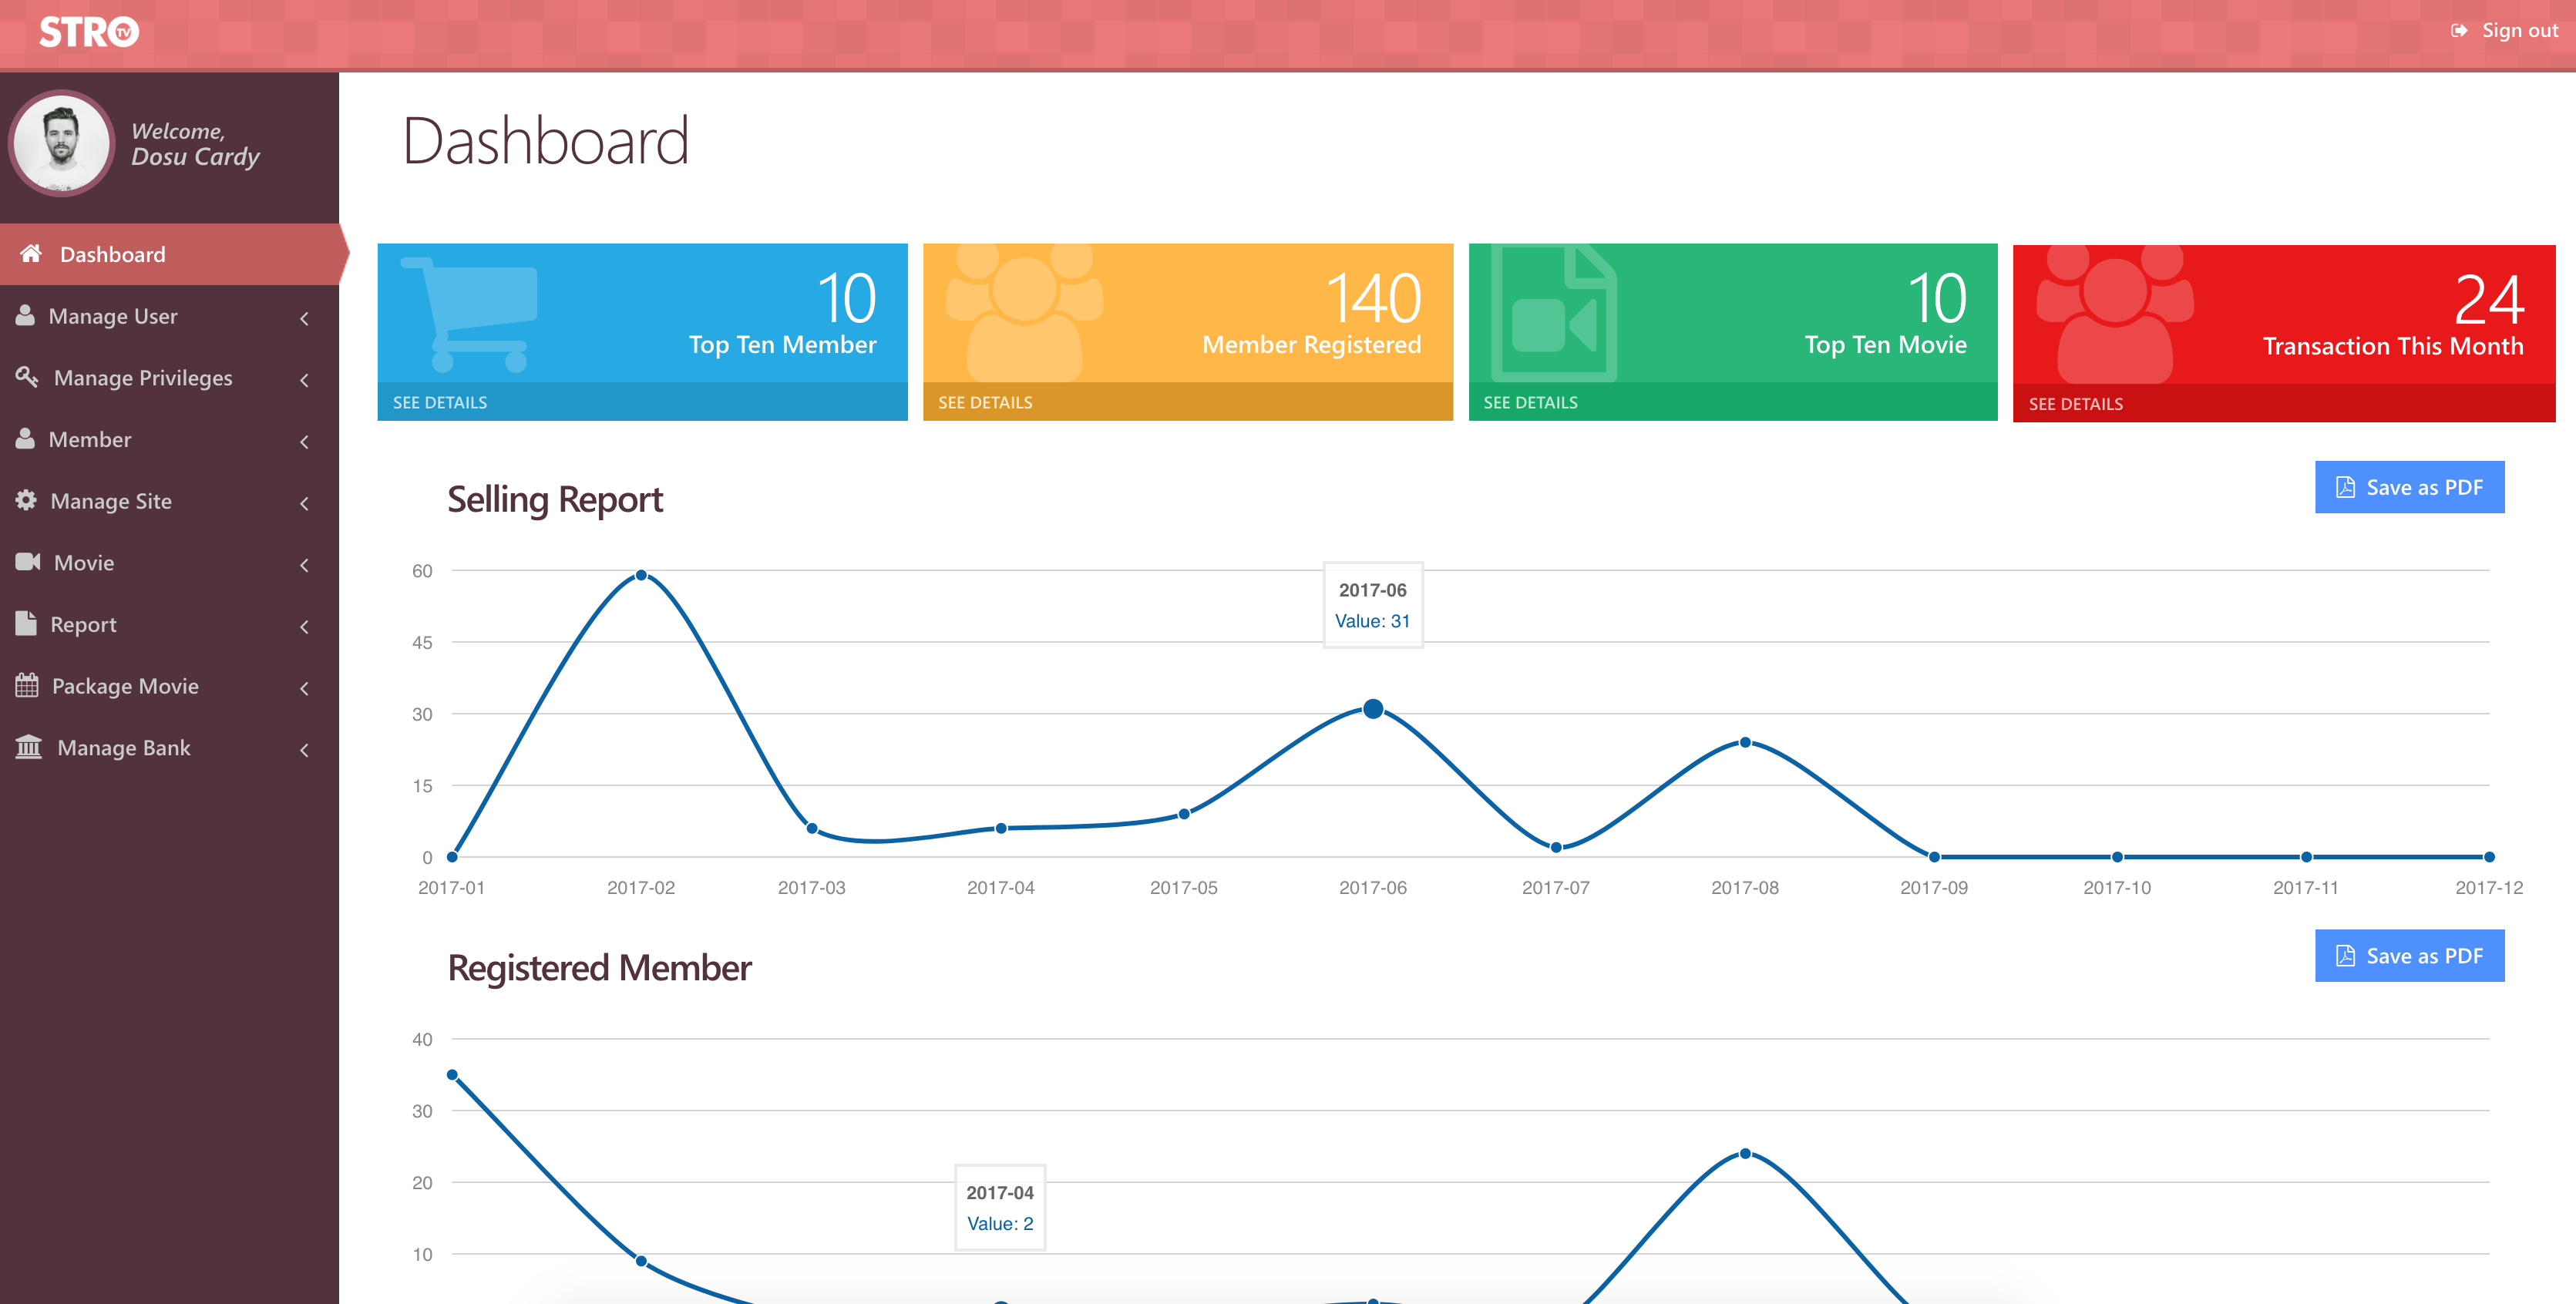 STRO TV
Sign out
Welcome,
Dosu Cardy
Dashboard
Manage User
Manage Privileges
Member
Manage Site
Movie
Report
Package Movie
Manage Bank
Dashboard
10
Top Ten Member
SEE DETAILS
140
Member Registered
SEE DETAILS
10
Top Ten Movie
SEE DETAILS
24
Transaction This Month
SEE DETAILS
Selling Report
Save as PDF
60
45
30
15
0
2017-06
Value: 31
2017-01 2017-02 2017-03 2017-04 2017-05 2017-06 2017-07 2017-08 2017-09 2017-10 2017-11 2017-12
Registered Member
Save as PDF
40
30
20
10
2017-04
Value: 2